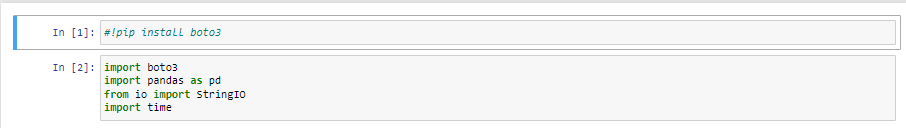 In [1]: #!pip install boto3
In [2]: import boto3
import pandas as pd
from io import StringIO
import time